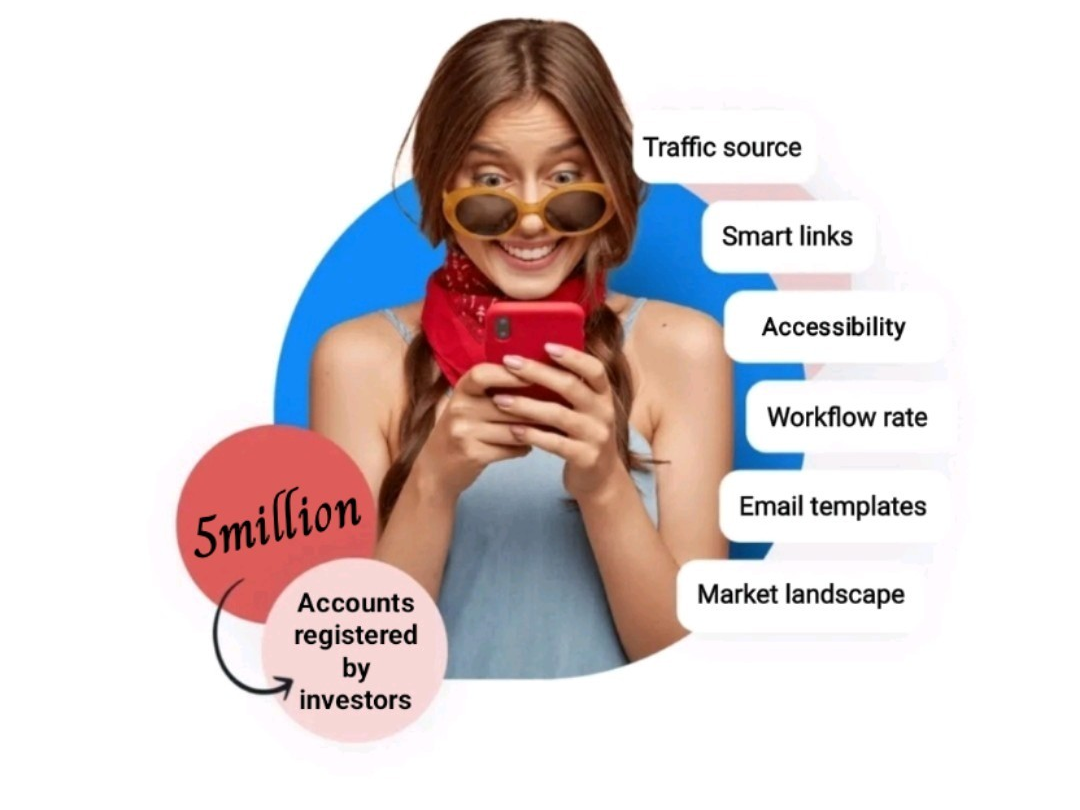 Traffic source
Smart links
Accessibility
Workflow rate
Email templates
Market landscape
5million
Accounts
registered
by
investors